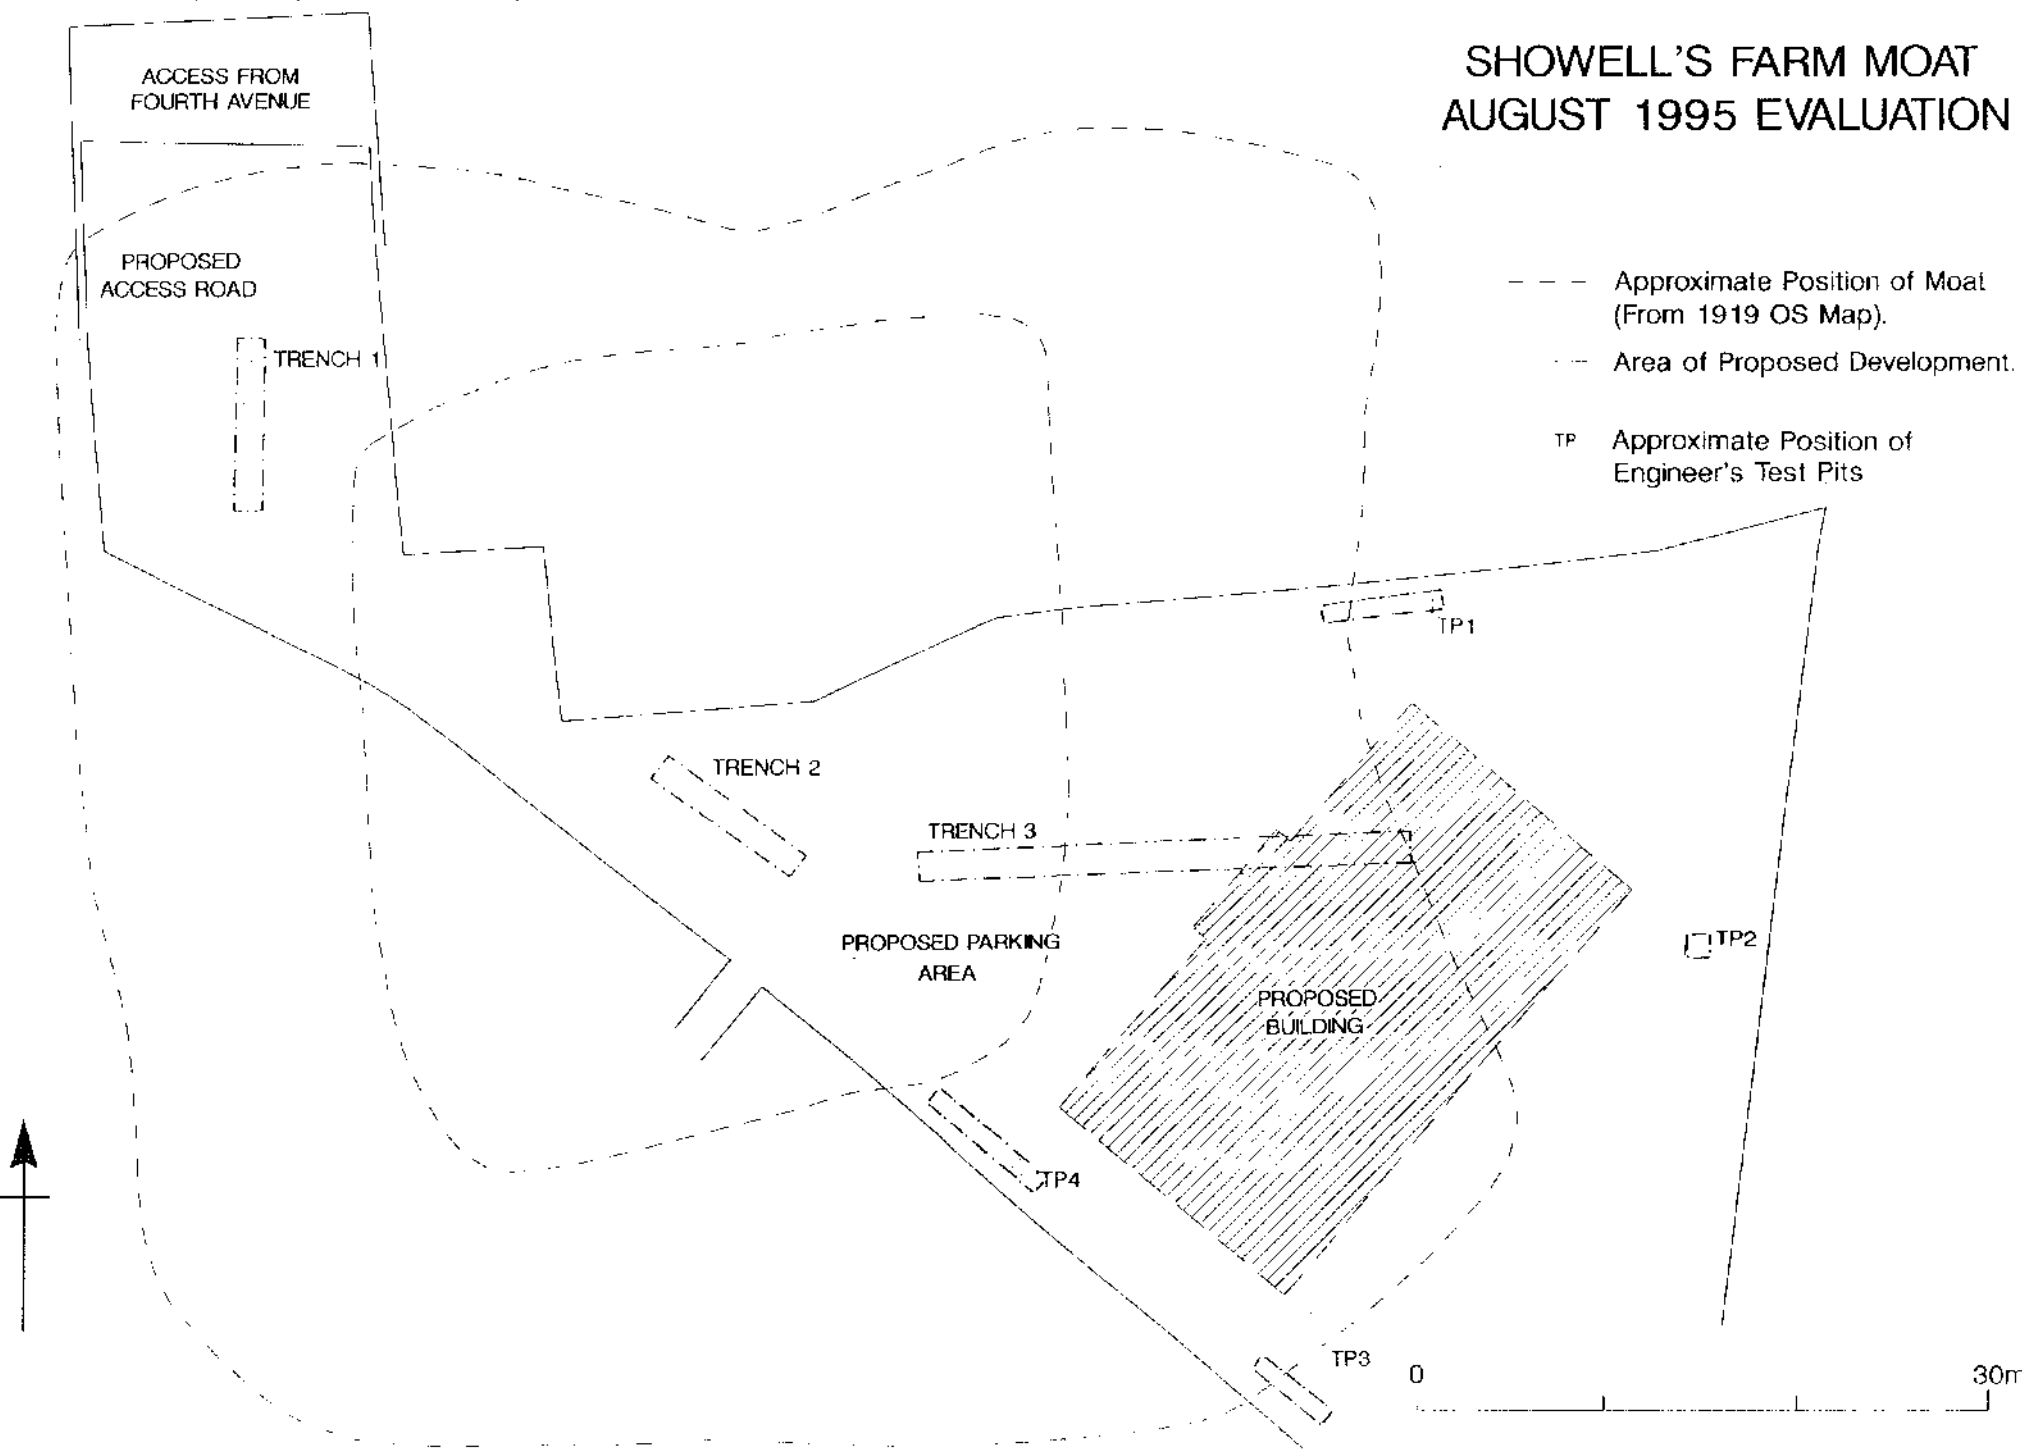 SHOWELL'S FARM MOAT
AUGUST 1995 EVALUATION
ACCESS FROM
FOURTH AVENUE
PROPOSED
ACCESS ROAD
TRENCH 1
Approximate Position of Moat
(From 1919 OS Map).
Area of Proposed Development.
TP Approximate Position of
Engineer's Test Pits
TP1
TRENCH 2
TRENCH 3
PROPOSED PARKING
AREA
TP2
PROPOSED
BUILDING
TP4
TP3
0 30m